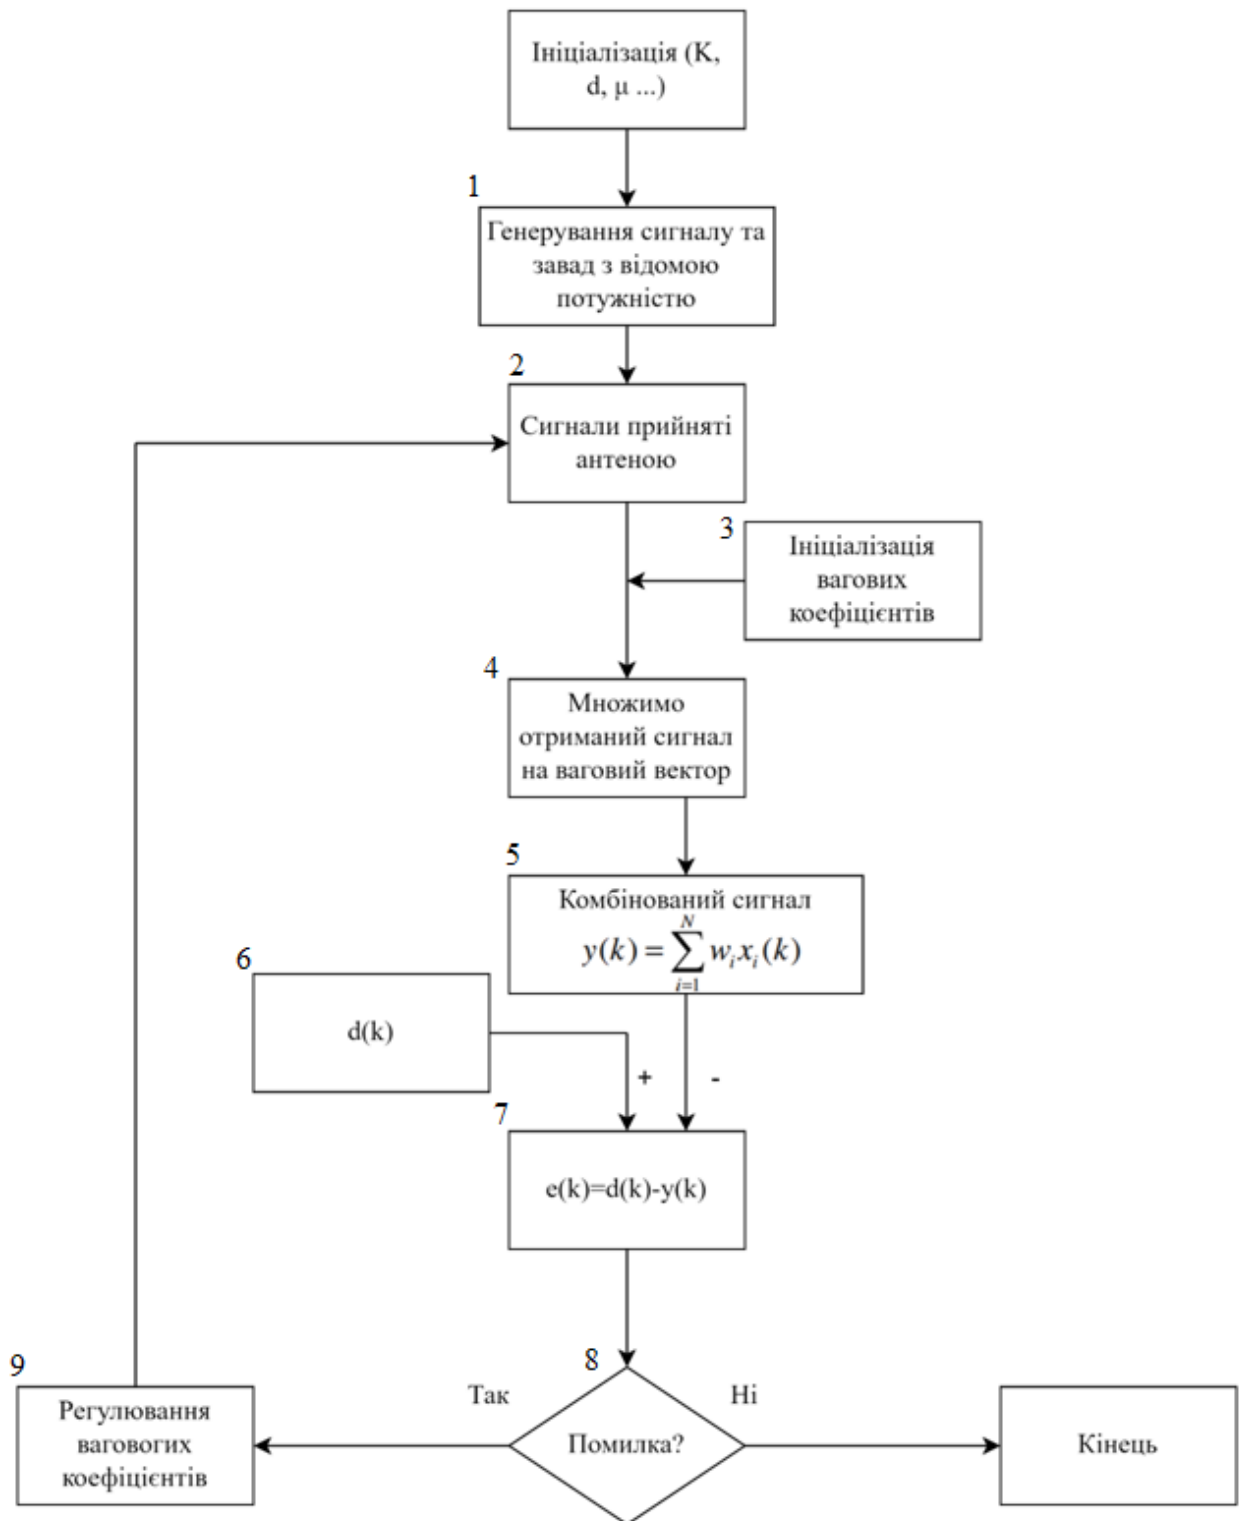 Ініціалізація (K,
d, μ ...)
1
Генерування сигналу та
завад з відомою
потужністю
2
Сигнали прийняті
антеною
3
Ініціалізація
вагових
коефіцієнтів
4
Множимо
отриманий сигнал
на ваговий вектор
5
Комбінований сигнал
y(k) = \sum_{i=1}^{N} w_i x_i(k)
6
d(k)
+ -
7
e(k)=d(k)-y(k)
8
Помилка?
Так
Ні
9
Регулювання
ваговогих
коефіцієнтів
Кінець